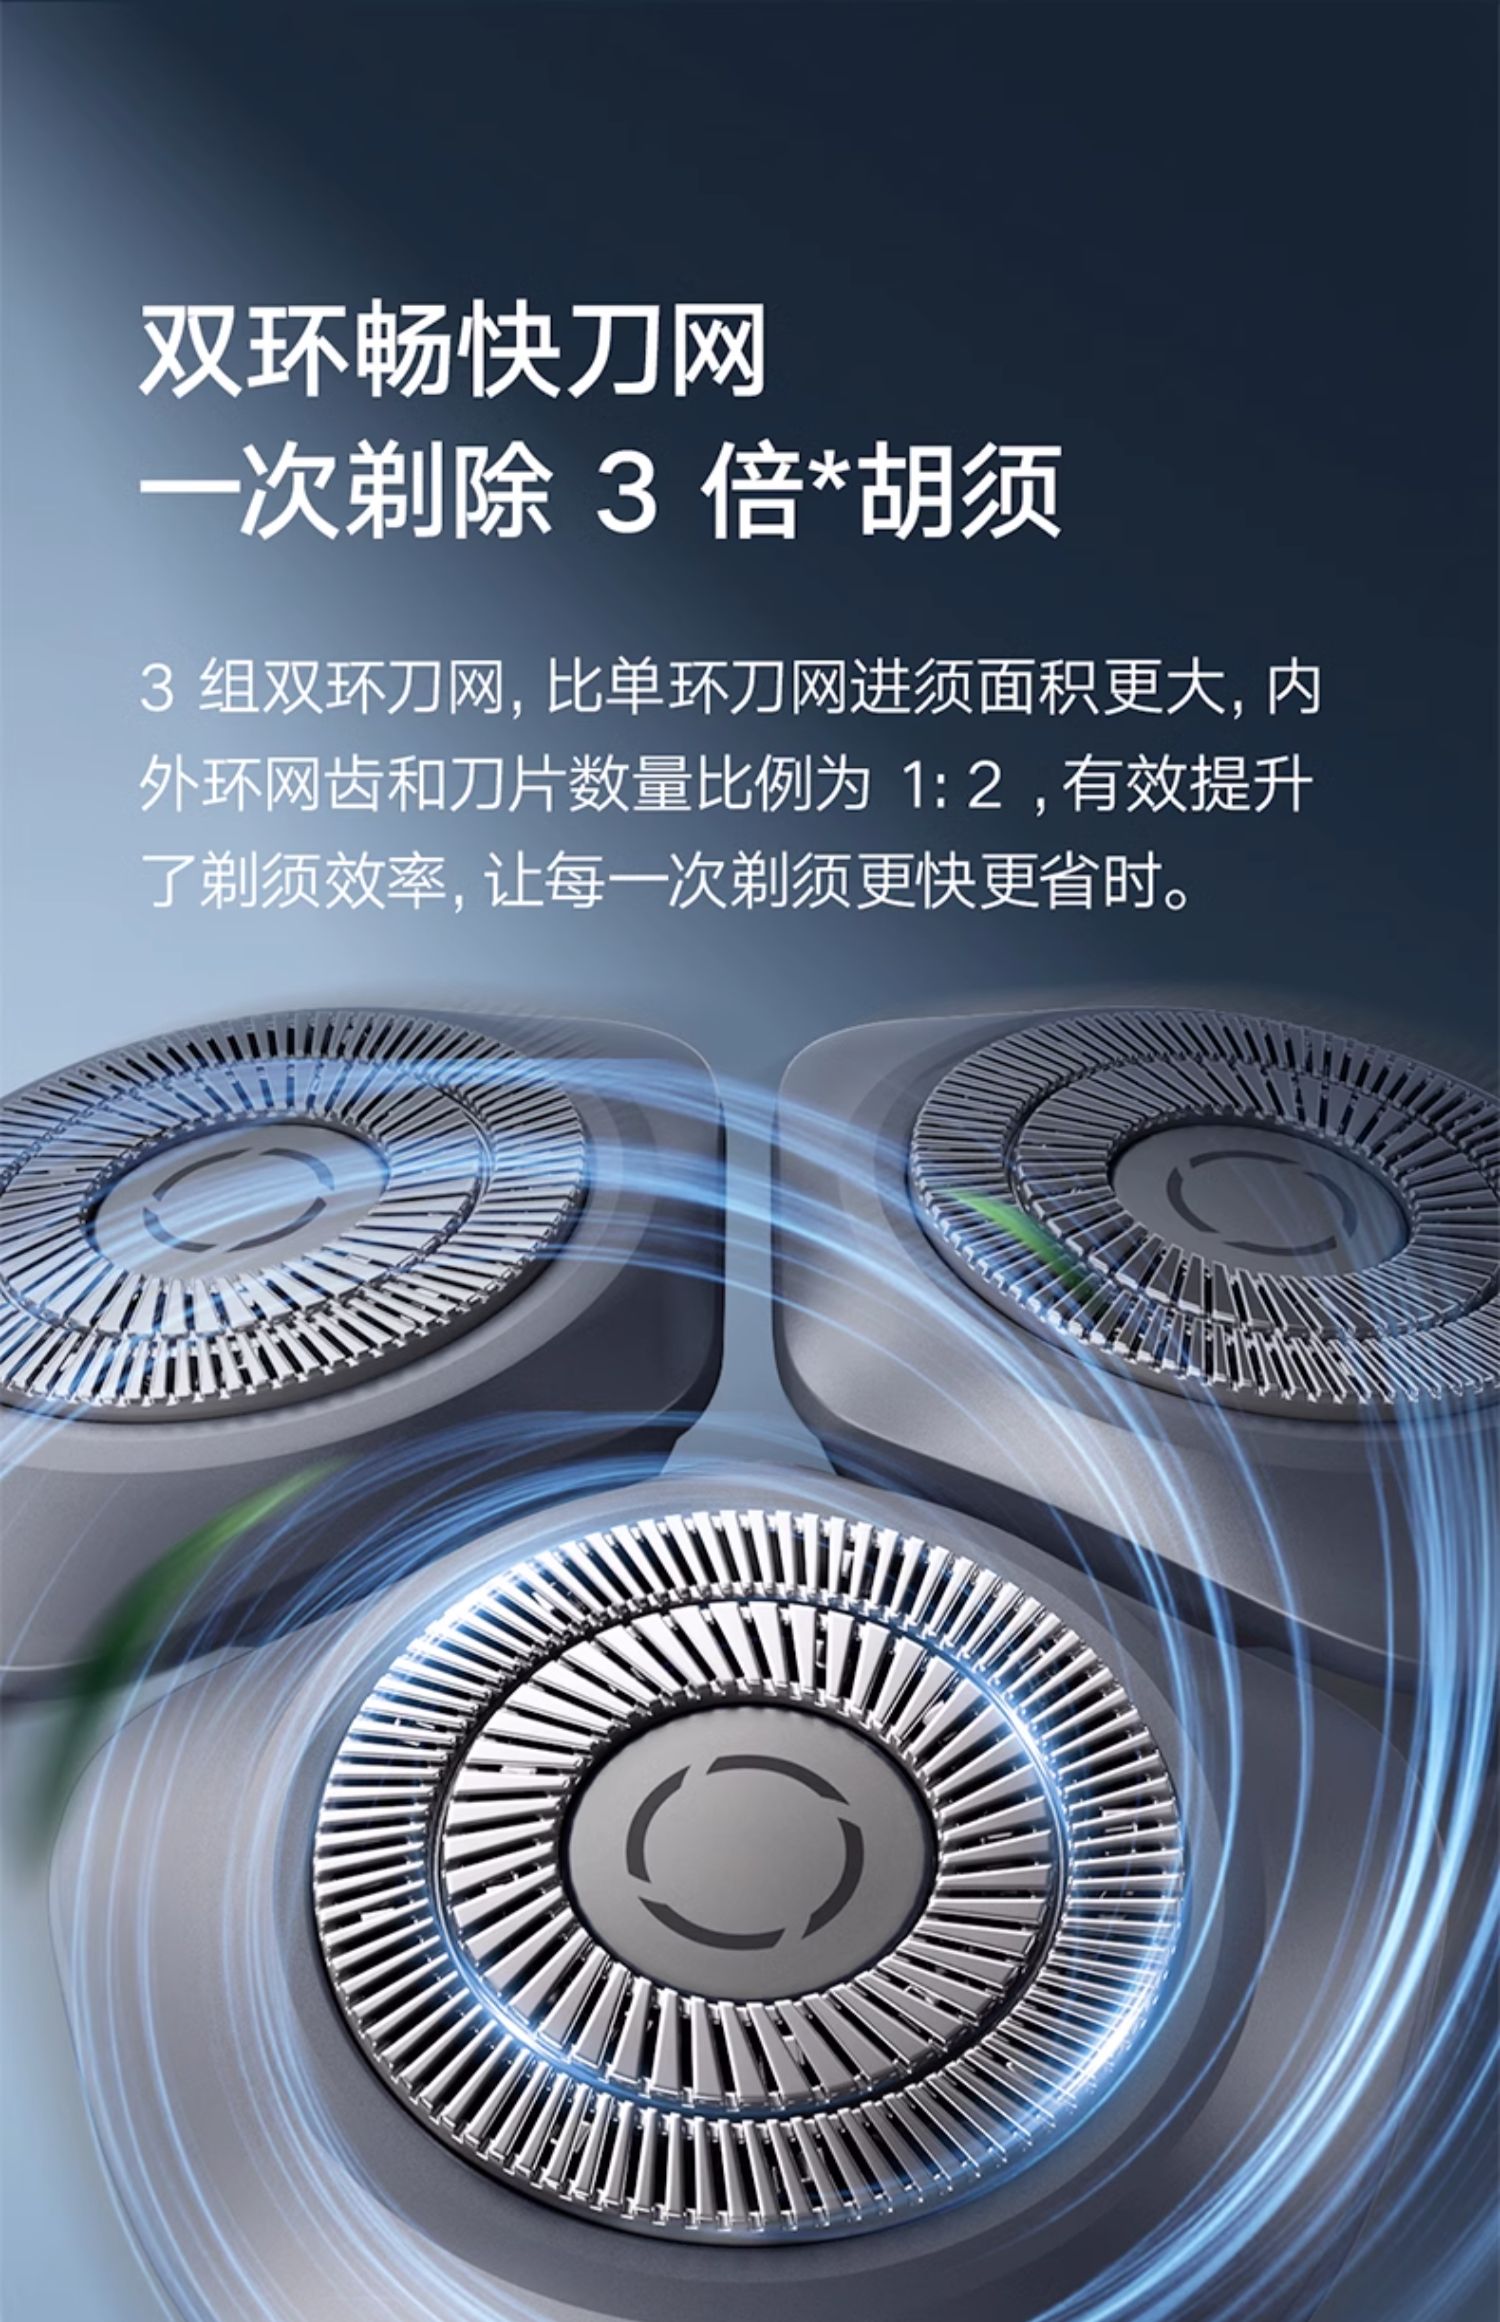 双环畅快刀网
一次剃除 3 倍*胡须
3 组双环刀网, 比单环刀网进须面积更大, 内
外环网齿和刀片数量比例为 1: 2 , 有效提升
了剃须效率, 让每一次剃须更快更省时。